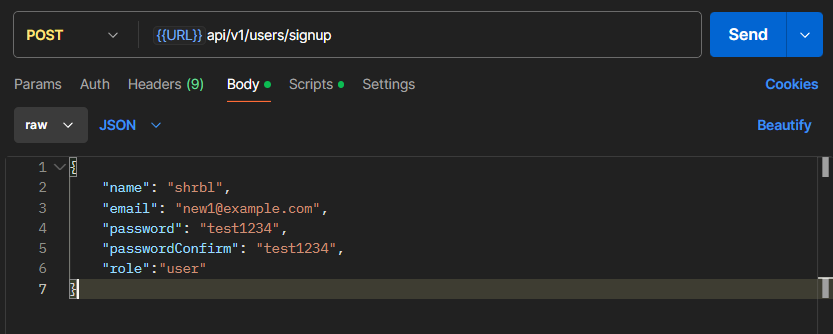 POST {{URL}} api/v1/users/signup Send
Params Auth Headers (9) Body Scripts Settings Cookies
raw JSON Beautify
1 {
2 "name": "shrbl",
3 "email": "new1@example.com",
4 "password": "test1234",
5 "passwordConfirm": "test1234",
6 "role":"user"
7 }